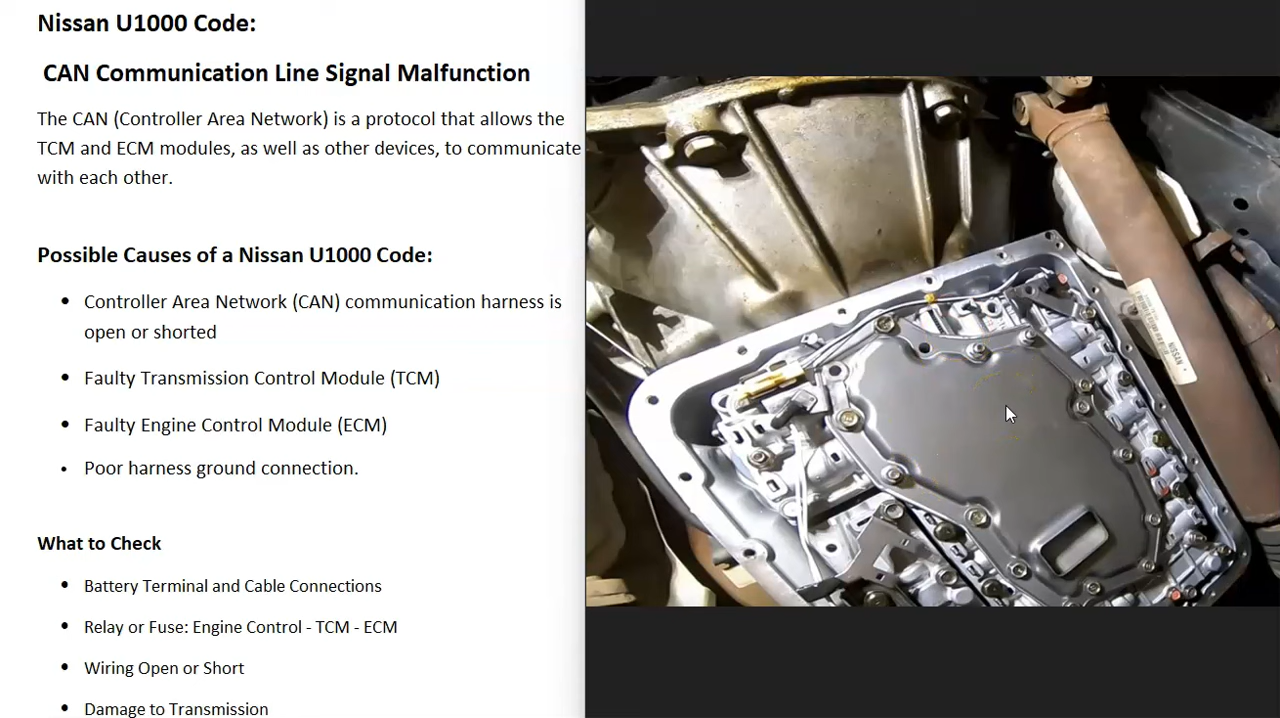 Nissan U1000 Code:
CAN Communication Line Signal Malfunction
The CAN (Controller Area Network) is a protocol that allows the
TCM and ECM modules, as well as other devices, to communicate
with each other.
Possible Causes of a Nissan U1000 Code:
Controller Area Network (CAN) communication harness is
open or shorted
Faulty Transmission Control Module (TCM)
Faulty Engine Control Module (ECM)
Poor harness ground connection.
What to Check
Battery Terminal and Cable Connections
Relay or Fuse: Engine Control - TCM - ECM
Wiring Open or Short
Damage to Transmission
NISSAN